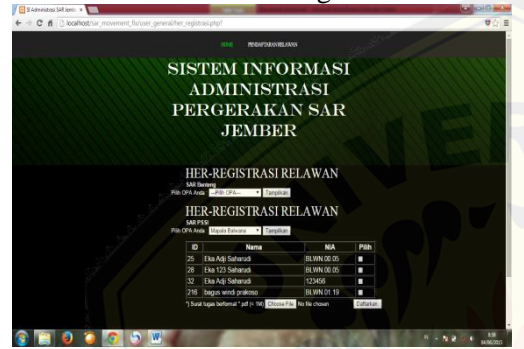 SI Administrasi SAR Jemb
localhost/sar_movement_fix/user_general/her_registrasi.php?
HOME PENDAFTARAN RELAWAN
SISTEM INFORMASI
ADMINISTRASI
PERGERAKAN SAR
JEMBER
HER-REGISTRASI RELAWAN
SAR Benteng
Pilih OPA Anda ---Pilih OPA--- Tampilkan
HER-REGISTRASI RELAWAN
SAR PSSI
Pilih OPA Anda Mapala Balwana Tampilkan
ID Nama NIA Pilih
25 Eka Adji Saharudi BLWN.00.05
28 Eka 123 Saharudi BLWN.00.05
32 Eka Adji Saharudi 123456
216 bagus windi prakoso BLWN.01.19
*) Surat tugas berformat *.pdf (< 1M) Choose File No file chosen Daftarkan
UNIVER